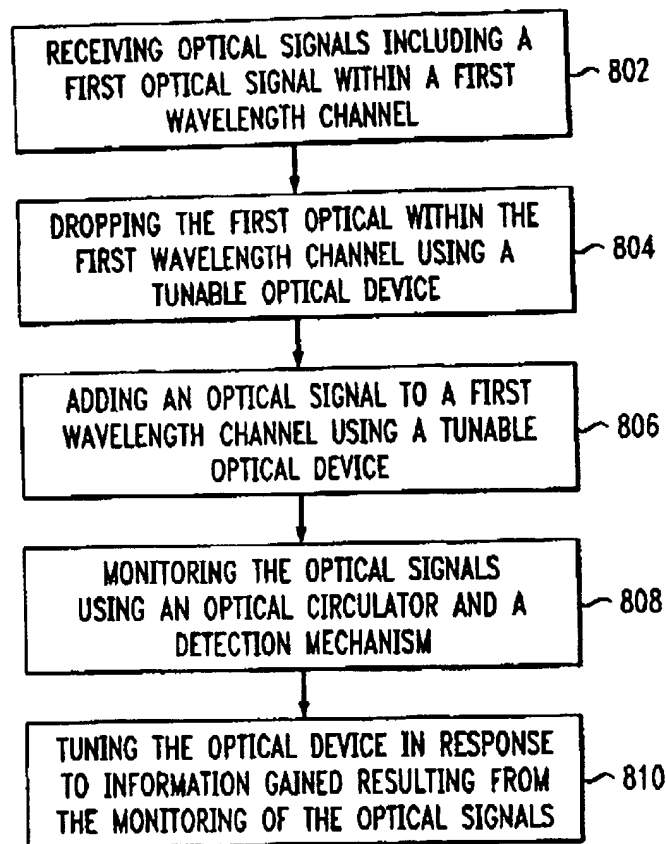 RECEIVING OPTICAL SIGNALS INCLUDING A
FIRST OPTICAL SIGNAL WITHIN A FIRST
WAVELENGTH CHANNEL
802
DROPPING THE FIRST OPTICAL WITHIN THE
FIRST WAVELENGTH CHANNEL USING A
TUNABLE OPTICAL DEVICE
804
ADDING AN OPTICAL SIGNAL TO A FIRST
WAVELENGTH CHANNEL USING A TUNABLE
OPTICAL DEVICE
806
MONITORING THE OPTICAL SIGNALS
USING AN OPTICAL CIRCULATOR AND A
DETECTION MECHANISM
808
TUNING THE OPTICAL DEVICE IN RESPONSE
TO INFORMATION GAINED RESULTING FROM
THE MONITORING OF THE OPTICAL SIGNALS
810